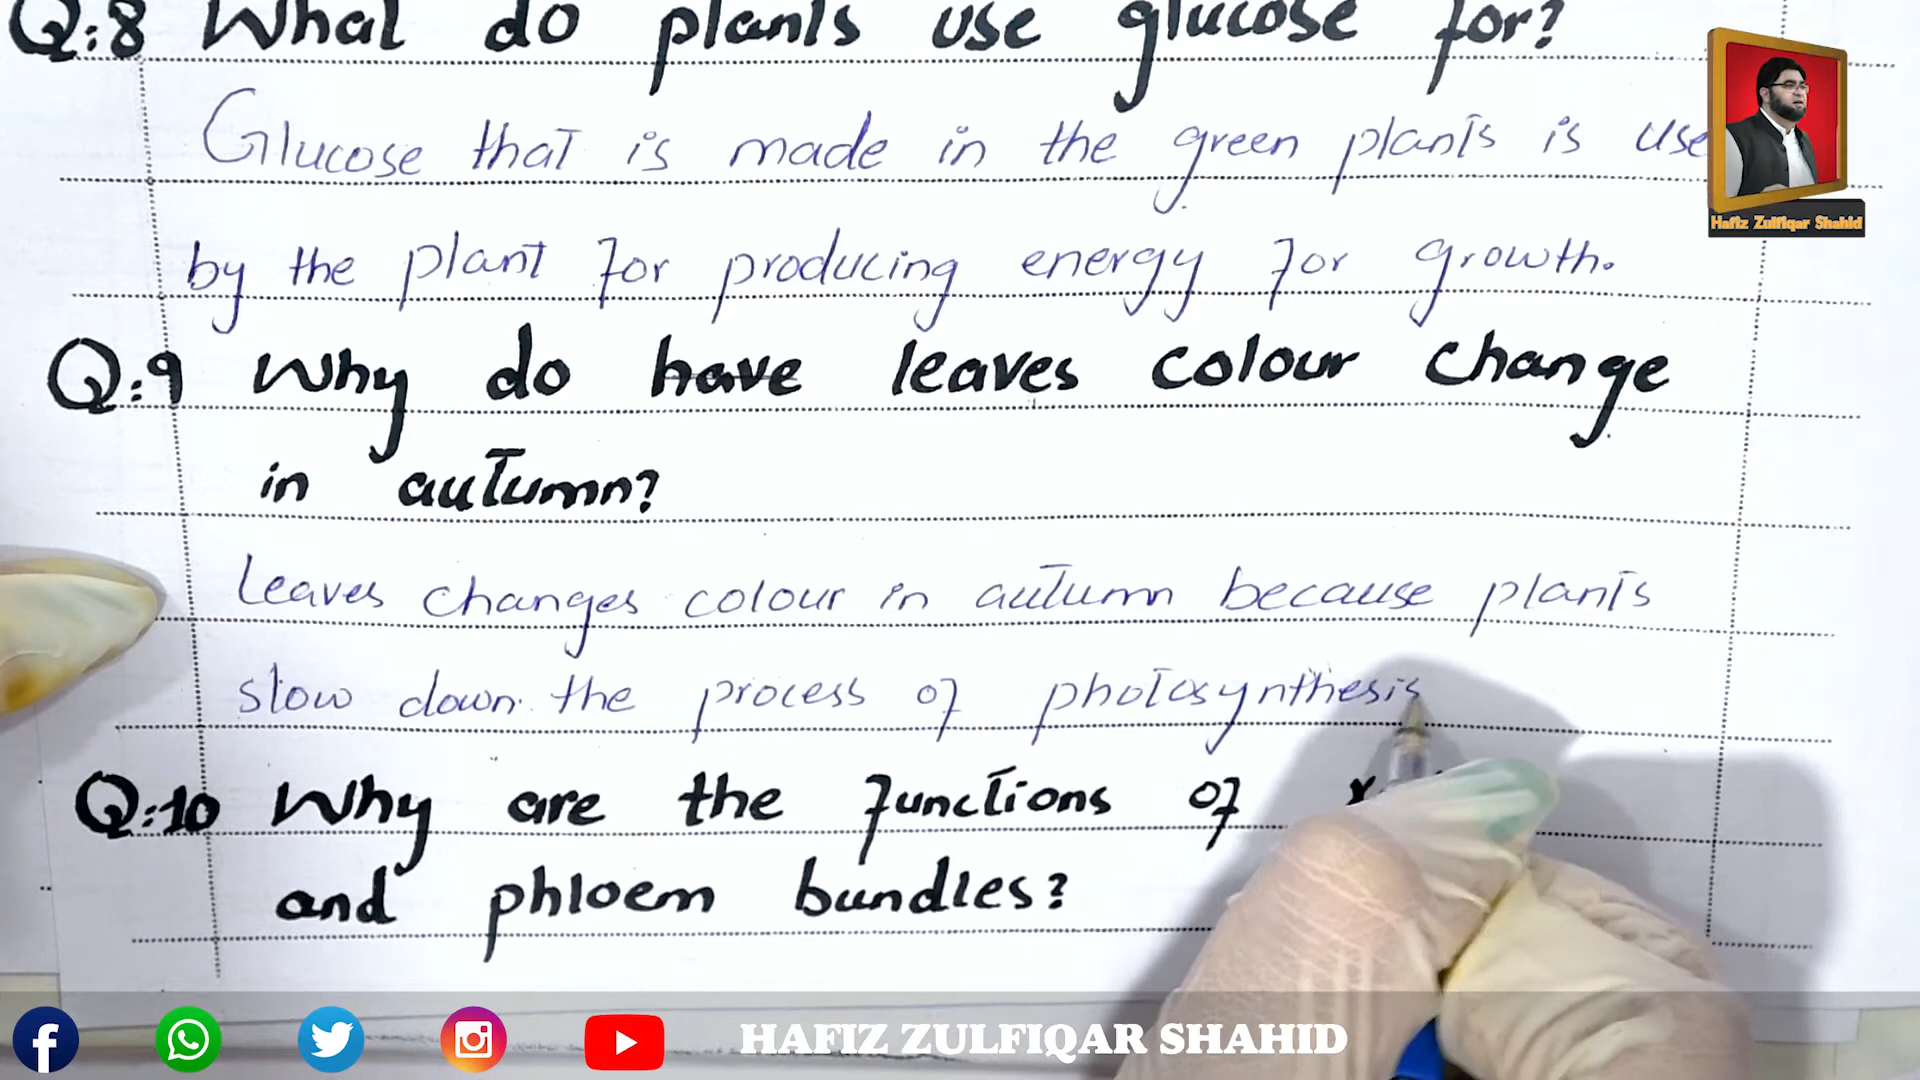 Q:8 What do plants use glucose for?
Glucose that is made in the green plants is use
by the plant for producing energy for growth.
Q:9 Why do have leaves colour change
in autumn?
Leaves changes colour in autumn because plants
slow down the process of photosynthesis
Q:10 Why are the functions of
and phloem bundles?
Hafiz Zulfiqar Shahid
HAFIZ ZULFIQAR SHAHID